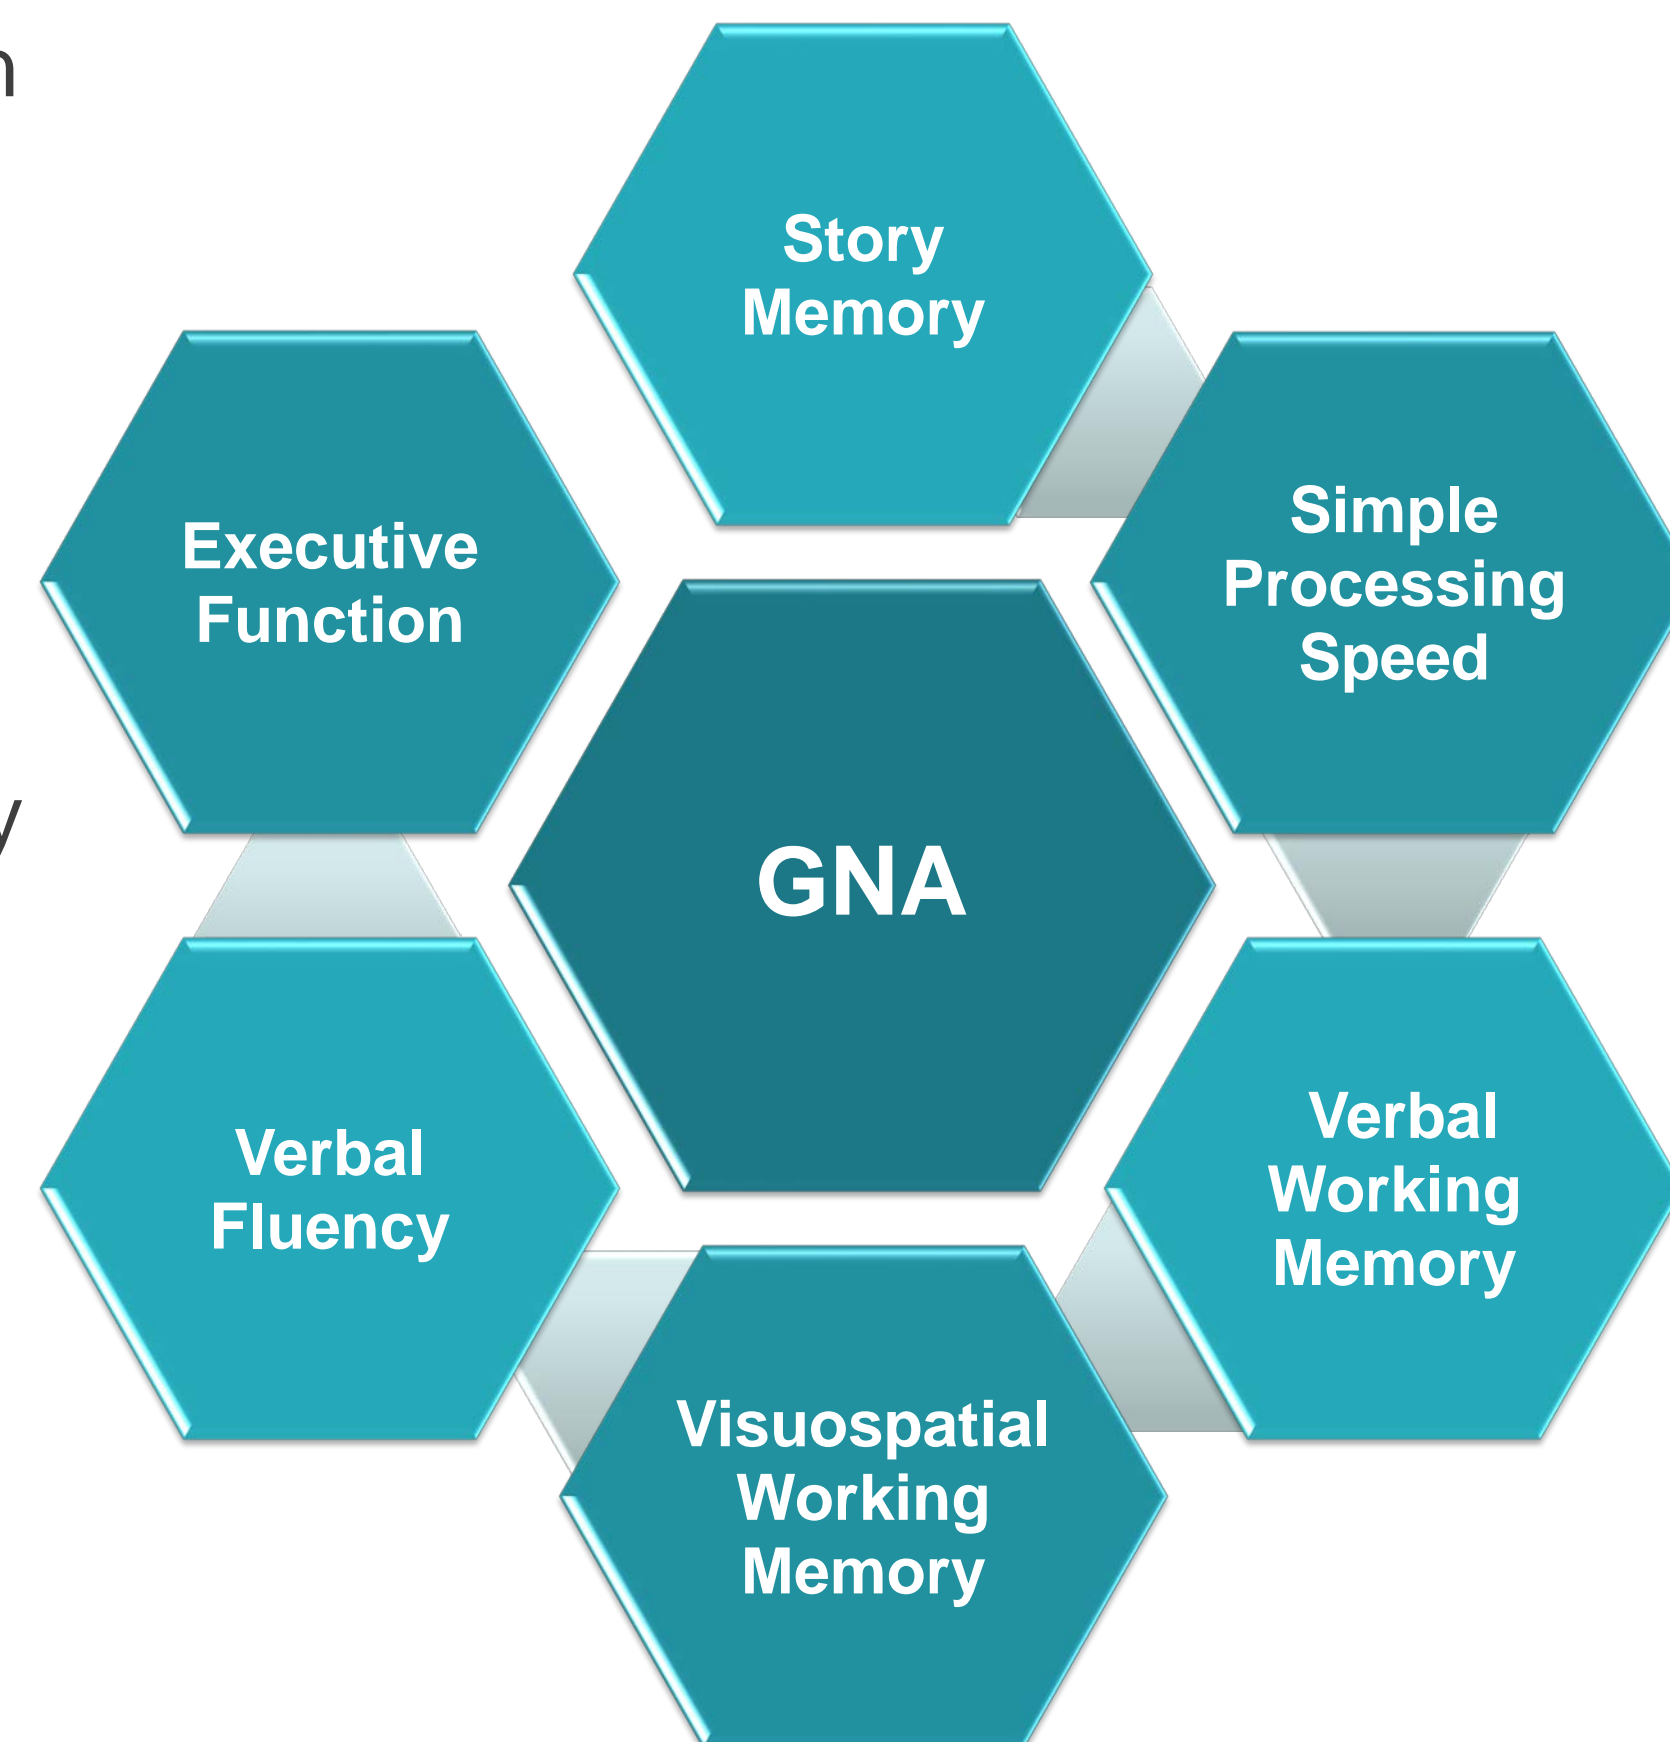 Story
Memory
Simple
Processing
Speed
Executive
Function
GNA
Verbal
Working
Memory
Verbal
Fluency
Visuospatial
Working
Memory